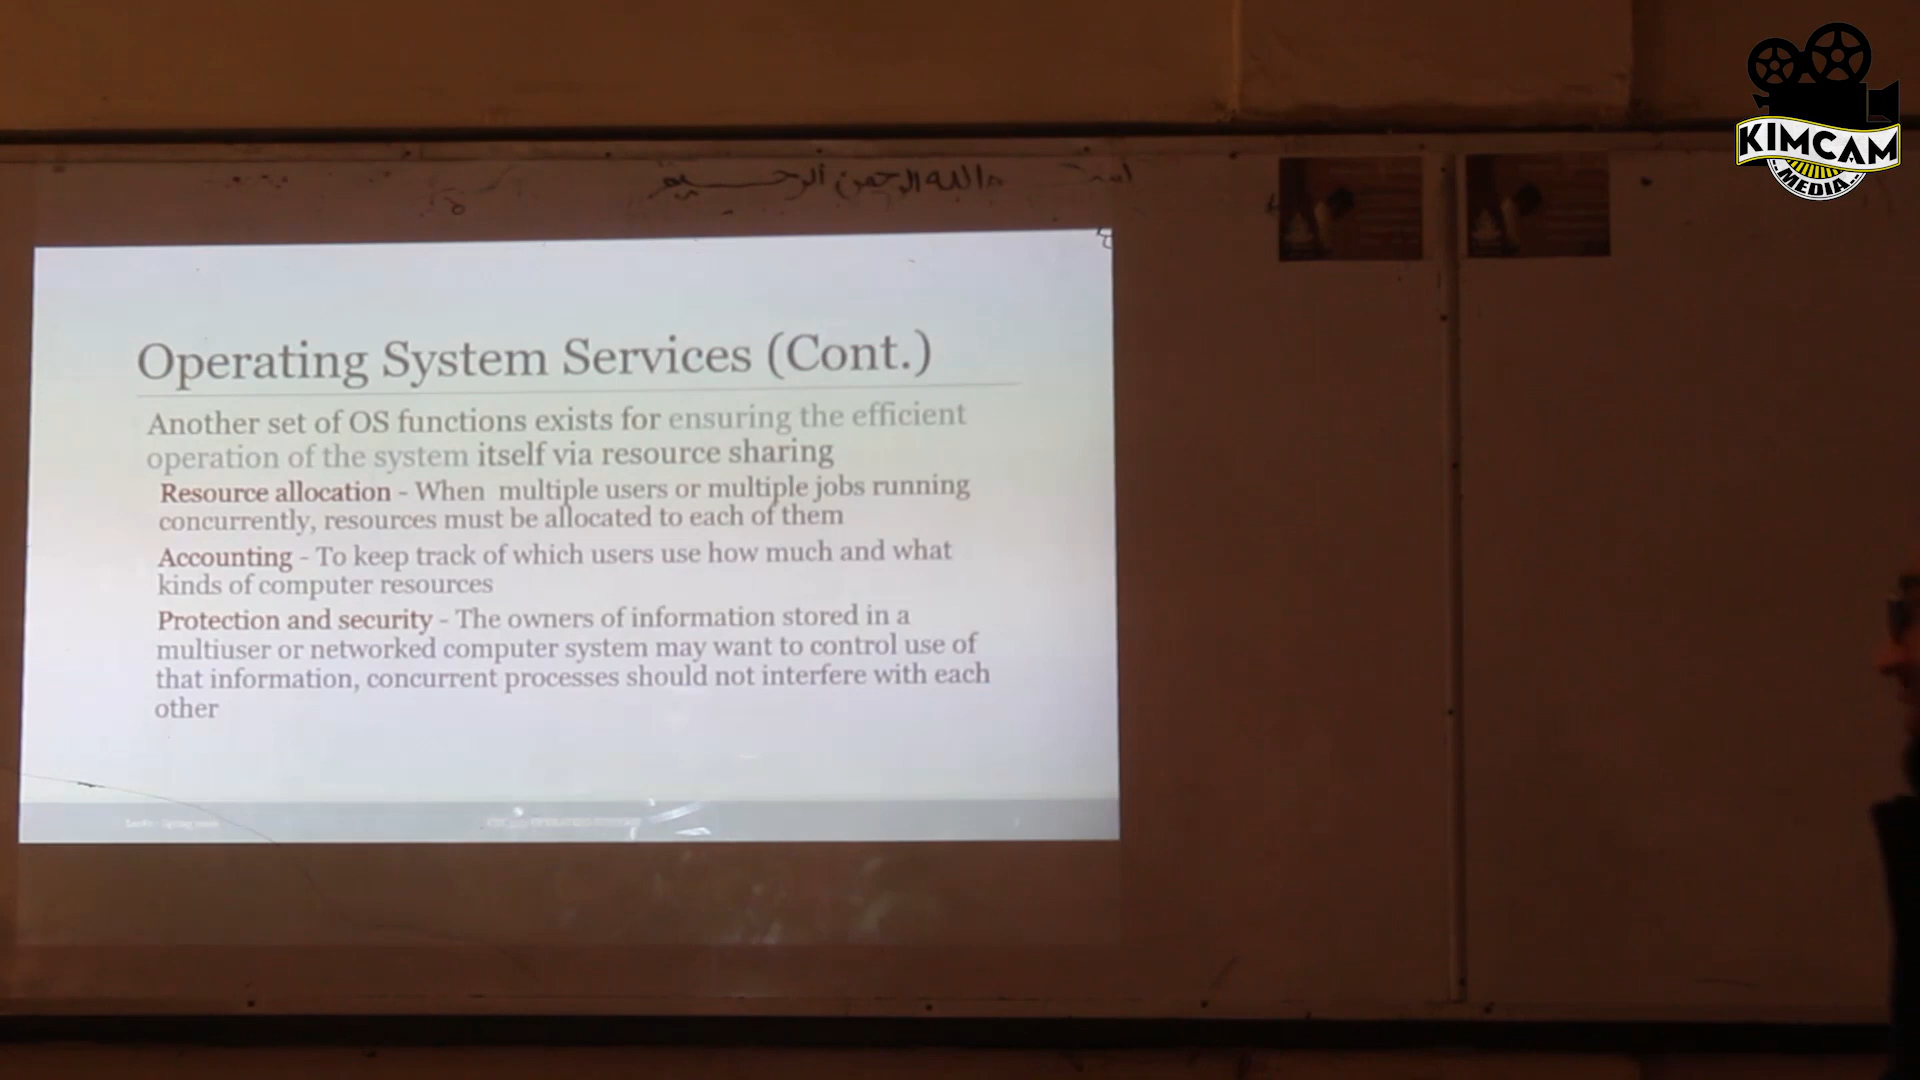 KIMCAM
MEDIA
الله الرحمن الرحيم
Operating System Services (Cont.)
Another set of OS functions exists for ensuring the efficient
operation of the system itself via resource sharing
Resource allocation - When multiple users or multiple jobs running
concurrently, resources must be allocated to each of them
Accounting - To keep track of which users use how much and what
kinds of computer resources
Protection and security - The owners of information stored in a
multiuser or networked computer system may want to control use of
that information, concurrent processes should not interfere with each
other